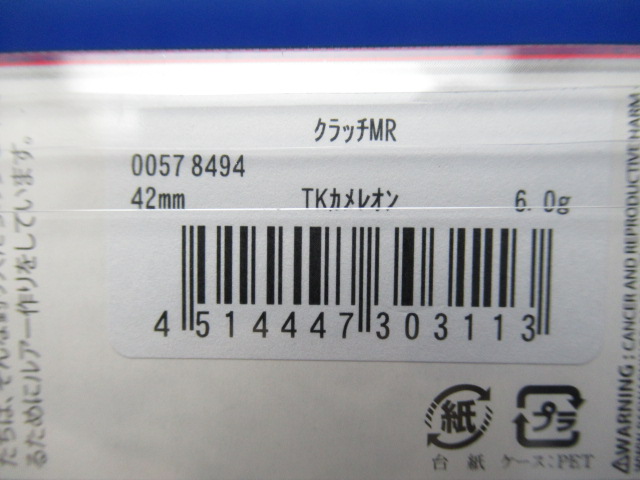 クラッチMR
00578494
42mm TKカメレオン 6.0g
4 514447 303113
紙 プラ
台紙 ケース:PET
⚠WARNING: CANCER AND REPRODUCTIVE HARM
るためにルアー作りをしています。